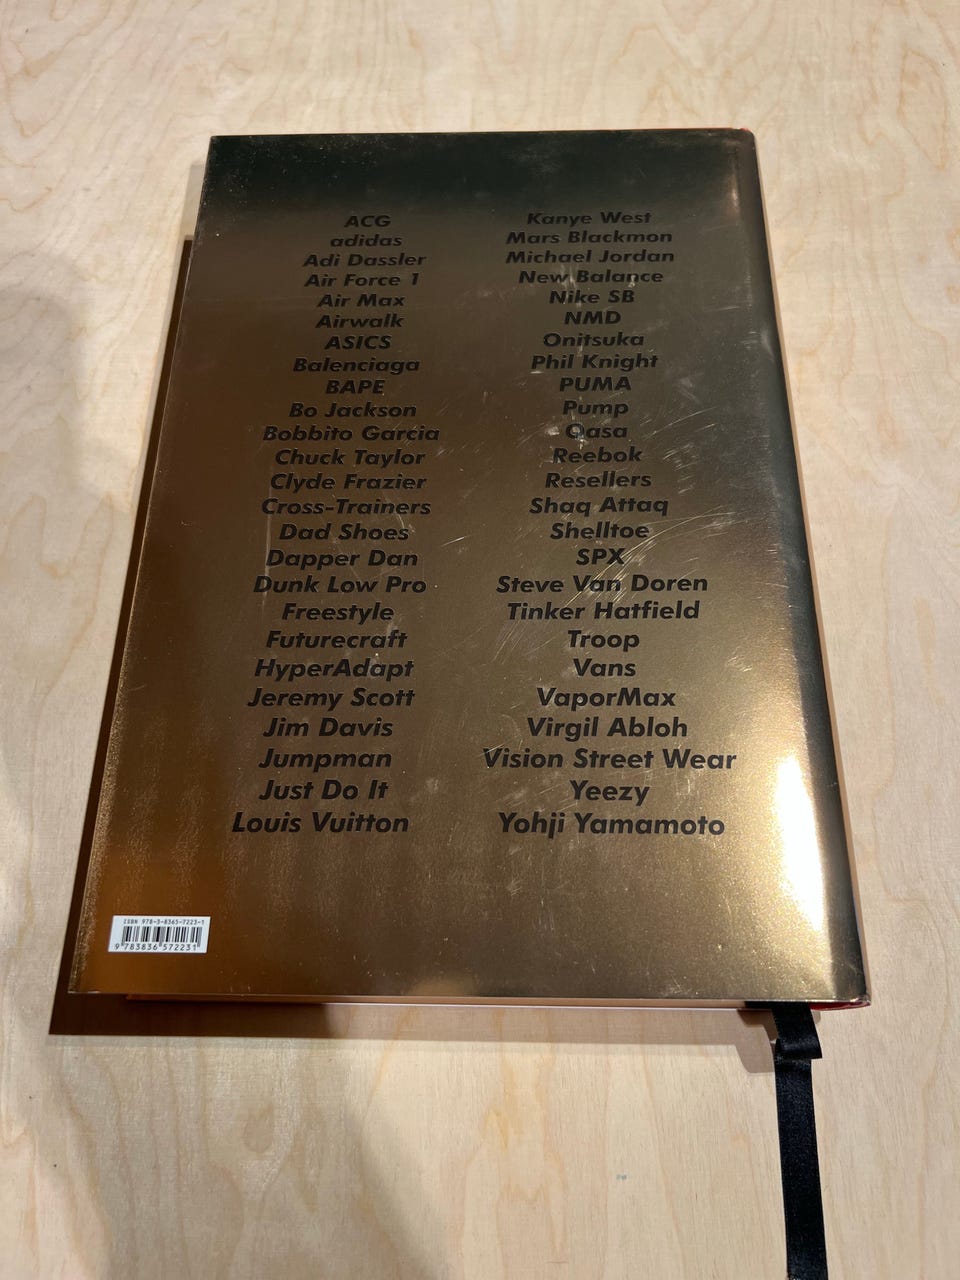 ACG
adidas
Adi Dassler
Air Force 1
Air Max
Airwalk
ASICS
Balenciaga
BAPE
Bo Jackson
Bobbito Garcia
Chuck Taylor
Clyde Frazier
Cross-Trainers
Dad Shoes
Dapper Dan
Dunk Low Pro
Freestyle
Futurecraft
HyperAdapt
Jeremy Scott
Jim Davis
Jumpman
Just Do It
Louis Vuitton
Kanye West
Mars Blackmon
Michael Jordan
New Balance
Nike SB
NMD
Onitsuka
Phil Knight
PUMA
Pump
Qasa
Reebok
Resellers
Shaq Attaq
Shelltoe
SPX
Steve Van Doren
Tinker Hatfield
Troop
Vans
VaporMax
Virgil Abloh
Vision Street Wear
Yeezy
Yohji Yamamoto
ISBN 978-3-8365-7223-1
9 783836 572231